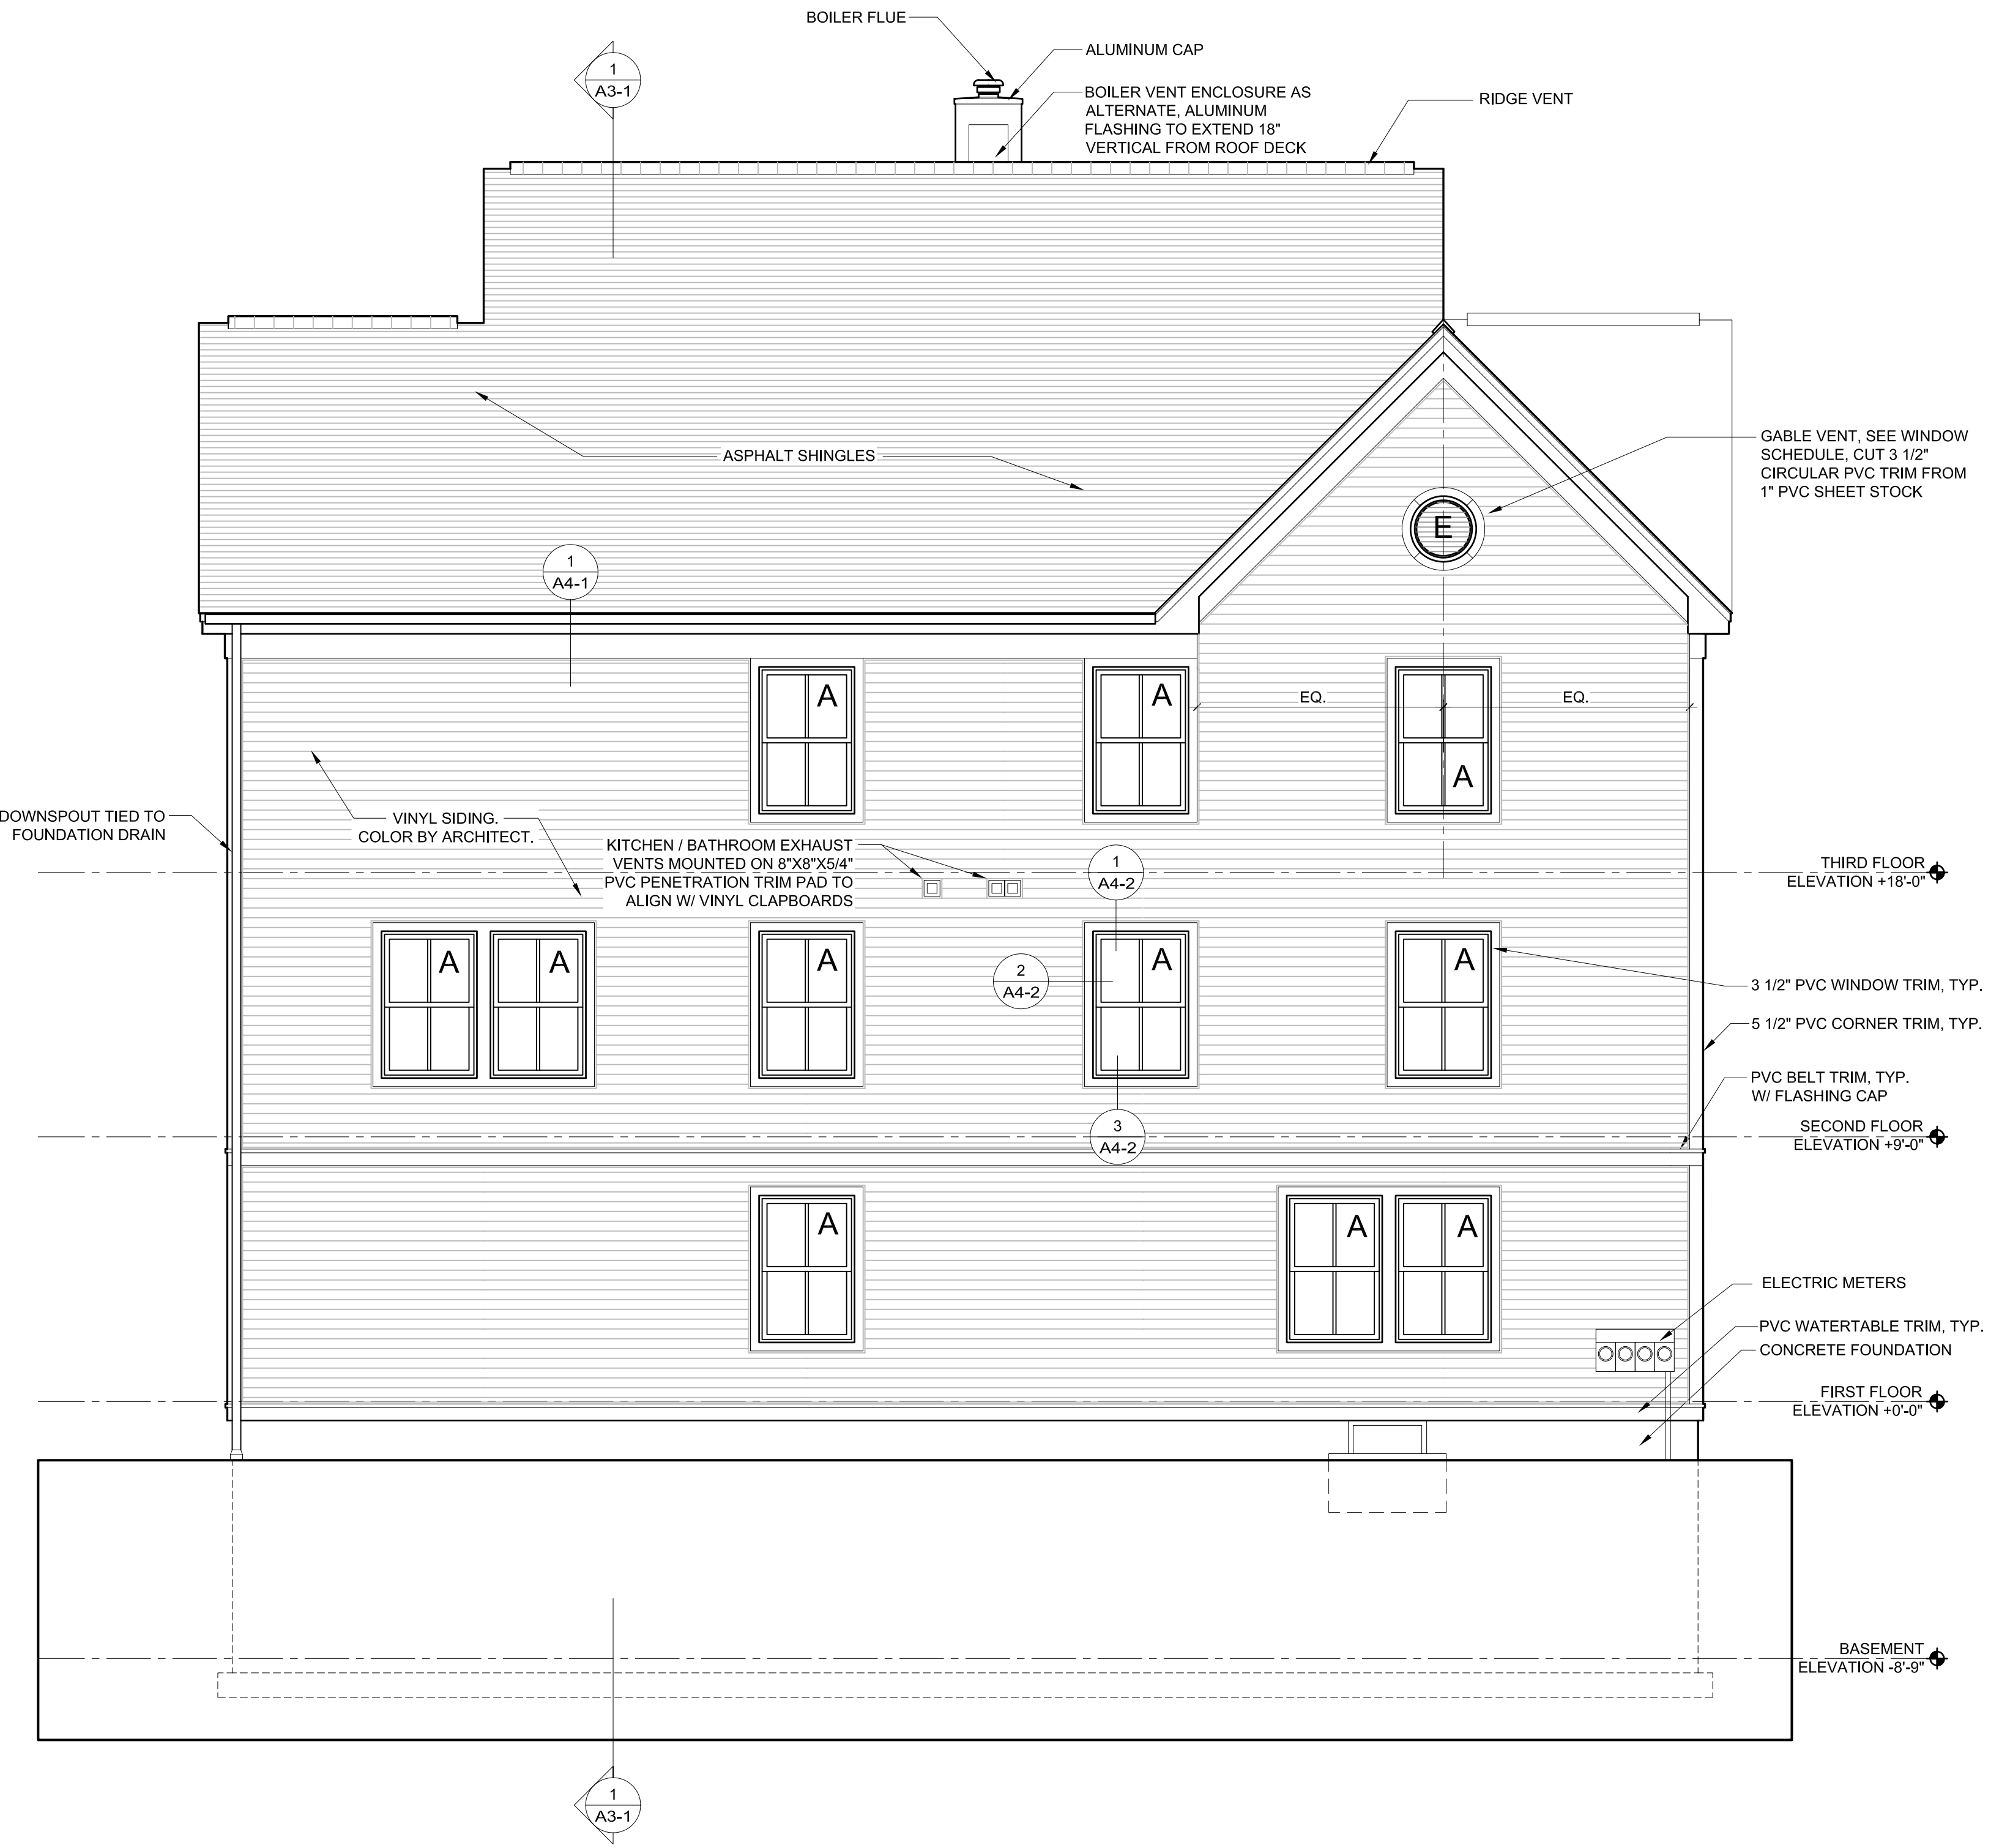 BOILER FLUE
1
A3-1
ALUMINUM CAP
BOILER VENT ENCLOSURE AS
ALTERNATE, ALUMINUM
FLASHING TO EXTEND 18"
VERTICAL FROM ROOF DECK
RIDGE VENT
ASPHALT SHINGLES
GABLE VENT, SEE WINDOW
SCHEDULE, CUT 3 1/2"
CIRCULAR PVC TRIM FROM
1" PVC SHEET STOCK
E
1
A4-1
A
A
EQ.
EQ.
A
DOWNSPOUT TIED TO
FOUNDATION DRAIN
VINYL SIDING.
COLOR BY ARCHITECT.
KITCHEN / BATHROOM EXHAUST
VENTS MOUNTED ON 8"X8"X5/4"
PVC PENETRATION TRIM PAD TO
ALIGN W/ VINYL CLAPBOARDS
1
A4-2
THIRD FLOOR
ELEVATION +18'-0"
A
A
A
A
A
2
A4-2
3 1/2" PVC WINDOW TRIM, TYP.
5 1/2" PVC CORNER TRIM, TYP.
PVC BELT TRIM, TYP.
W/ FLASHING CAP
3
A4-2
SECOND FLOOR
ELEVATION +9'-0"
A
A
A
ELECTRIC METERS
PVC WATERTABLE TRIM, TYP.
CONCRETE FOUNDATION
FIRST FLOOR
ELEVATION +0'-0"
BASEMENT
ELEVATION -8'-9"
1
A3-1